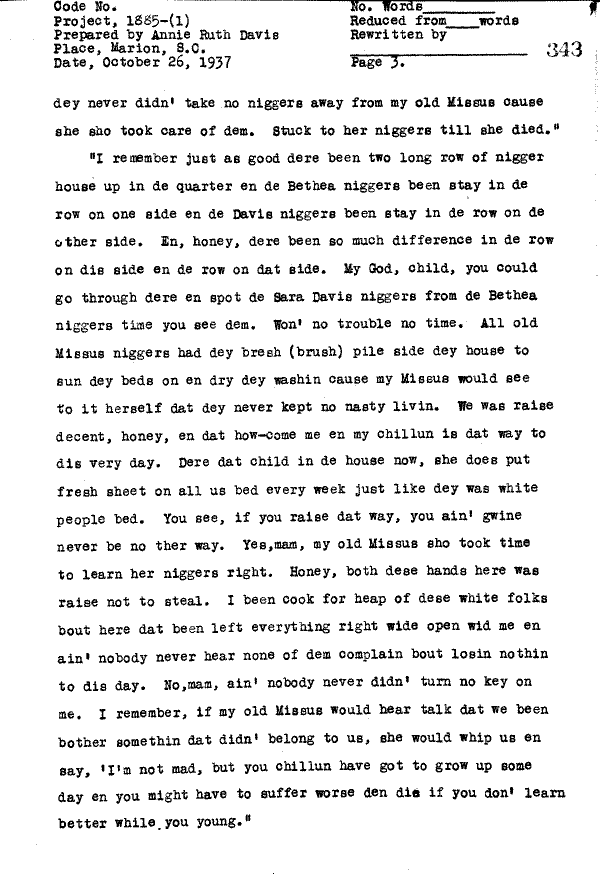 Code No.
No. Words
Project, 1885-(1)
Reduced from____words
Prepared by Annie Ruth Davis
Rewritten by
Place, Marion, S.C.
343
Date, October 26, 1937
Page 3.
dey never didn' take no niggers away from my old Missus cause
she sho took care of dem. Stuck to her niggers till she died."
"I remember just as good dere been two long row of nigger
house up in de quarter en de Bethea niggers been stay in de
row on one side en de Davis niggers been stay in de row on de
other side. En, honey, dere been so much difference in de row
on dis side en de row on dat side. My God, child, you could
go through dere en spot de Sara Davis niggers from de Bethea
niggers time you see dem. Won' no trouble no time. All old
Missus niggers had dey bresh (brush) pile side dey house to
sun dey beds on en dry dey washin cause my Missus would see
to it herself dat dey never kept no nasty livin. We was raise
decent, honey, en dat how-come me en my chillun is dat way to
dis very day. Dere dat child in de house now, she does put
fresh sheet on all us bed every week just like dey was white
people bed. You see, if you raise dat way, you ain' gwine
never be no ther way. Yes,mam, my old Missus sho took time
to learn her niggers right. Honey, both dese hands here was
raise not to steal. I been cook for heap of dese white folks
bout here dat been left everything right wide open wid me en
ain' nobody never hear none of dem complain bout losin nothin
to dis day. No,mam, ain' nobody never didn' turn no key on
me. I remember, if my old Missus would hear talk dat we been
bother somethin dat didn' belong to us, she would whip us en
say, 'I'm not mad, but you chillun have got to grow up some
day en you might have to suffer worse den die if you don' learn
better while you young."